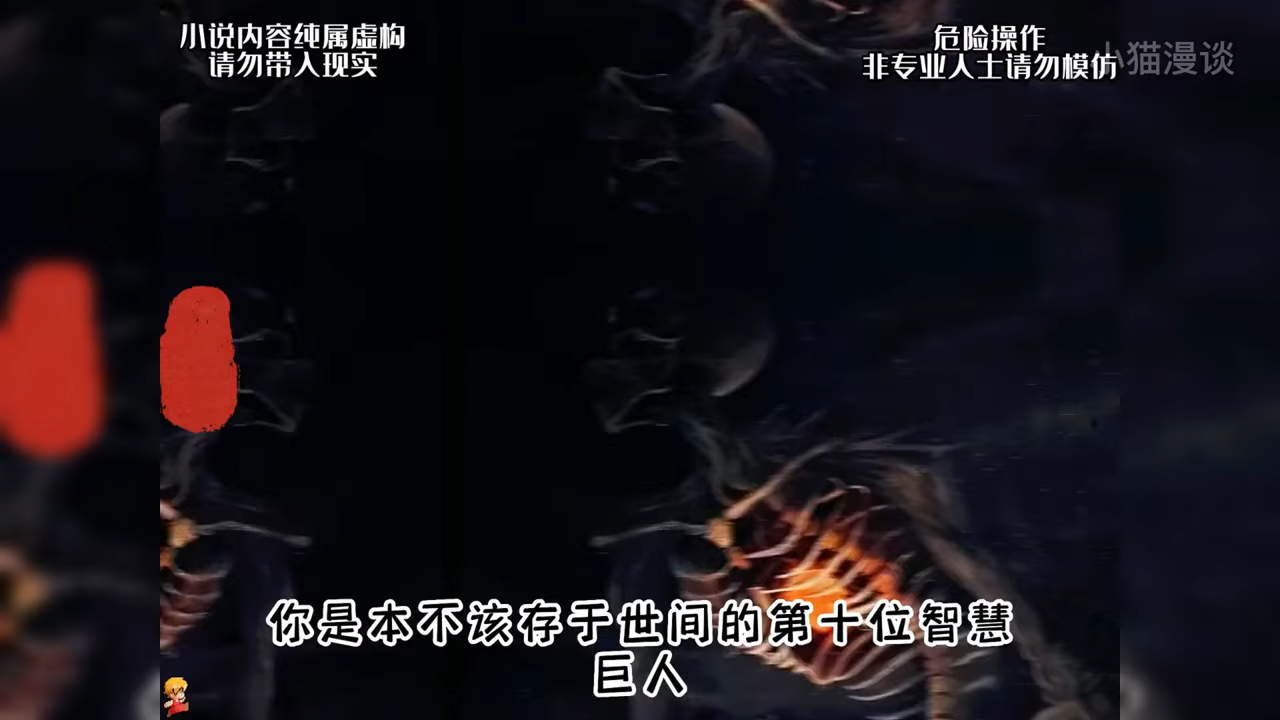 小说内容纯属虚构
请勿带入现实
危险操作
非专业人士请勿模仿
小猫漫谈
你是本不该存于世间的第十位智慧
巨人